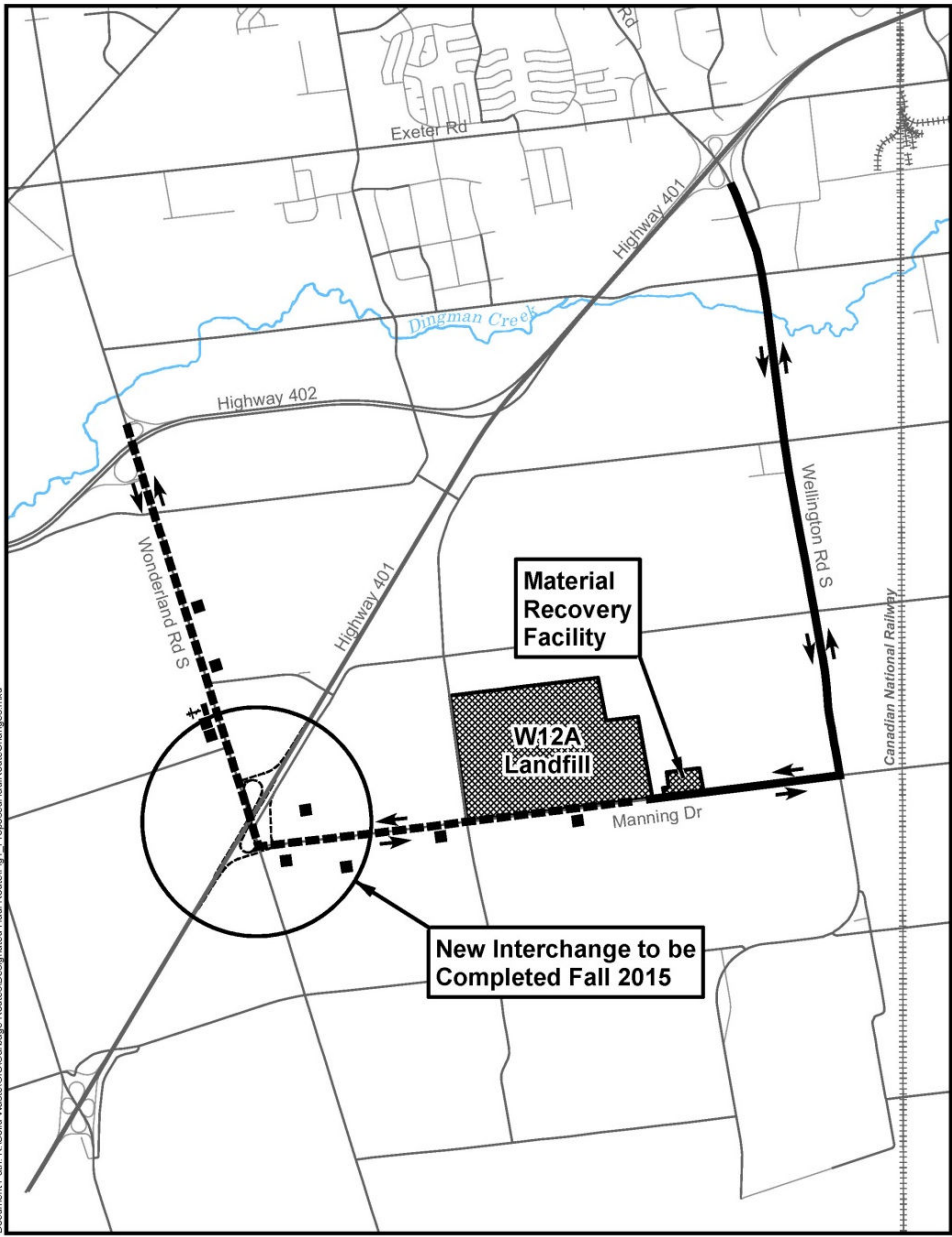 Rd
Exeter Rd
Highway 401
Dingman Creek
Highway 402
Wellington Rd S
Wonderland Rd S
Highway 401
Material
Recovery
Facility
Canadian National Railway
W12A
Landfill
Manning Dr
New Interchange to be
Completed Fall 2015